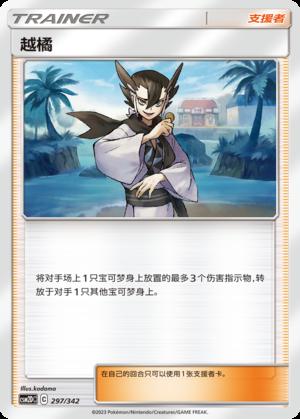 TRAINER 支援者
越橘
将对手场上1只宝可梦身上放置的最多3个伤害指示物,转
放于对手1只其他宝可梦身上。
Illus.kodama
在自己的回合只可以使用1张支援者卡。
CSM2D C C 297/342
©2023 Pokémon/Nintendo/Creatures/GAME FREAK.